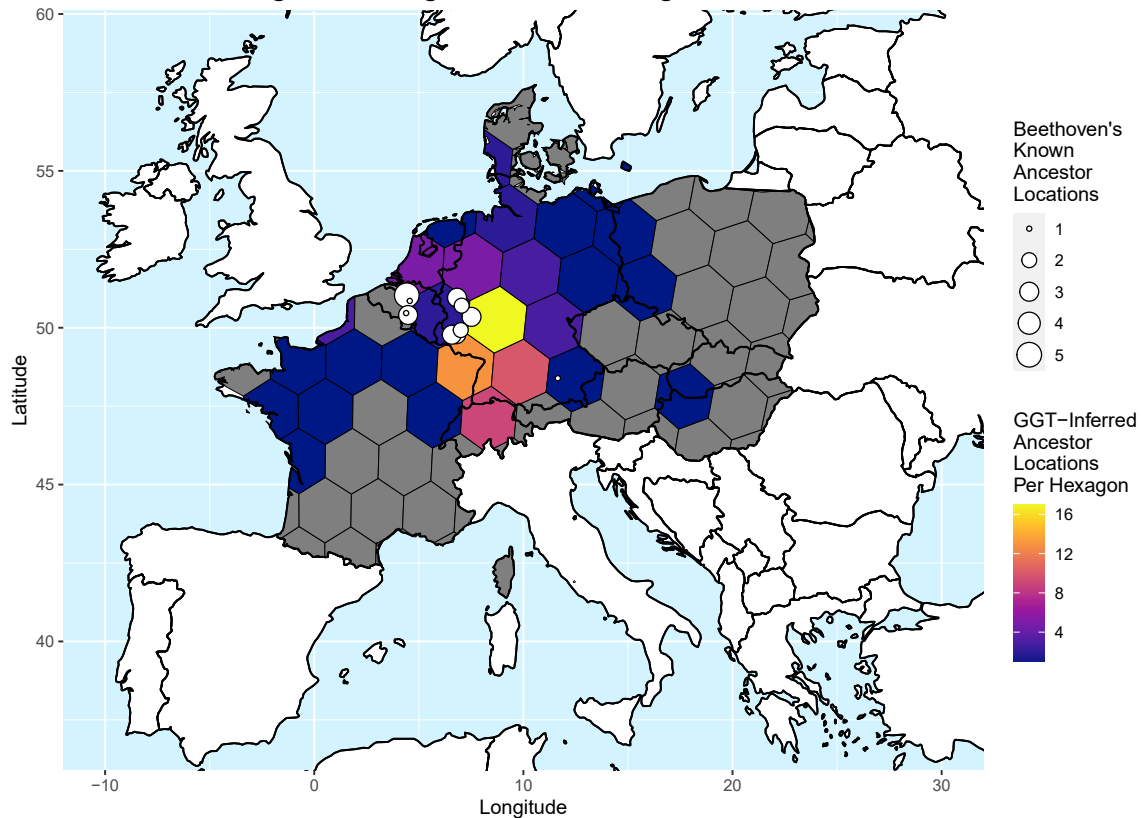 60
55
50
45
40
Latitude
−10
0
10
20
30
Longitude
Beethoven's
Known
Ancestor
Locations
1
2
3
4
5
GGT−Inferred
Ancestor
Locations
Per Hexagon
16
12
8
4